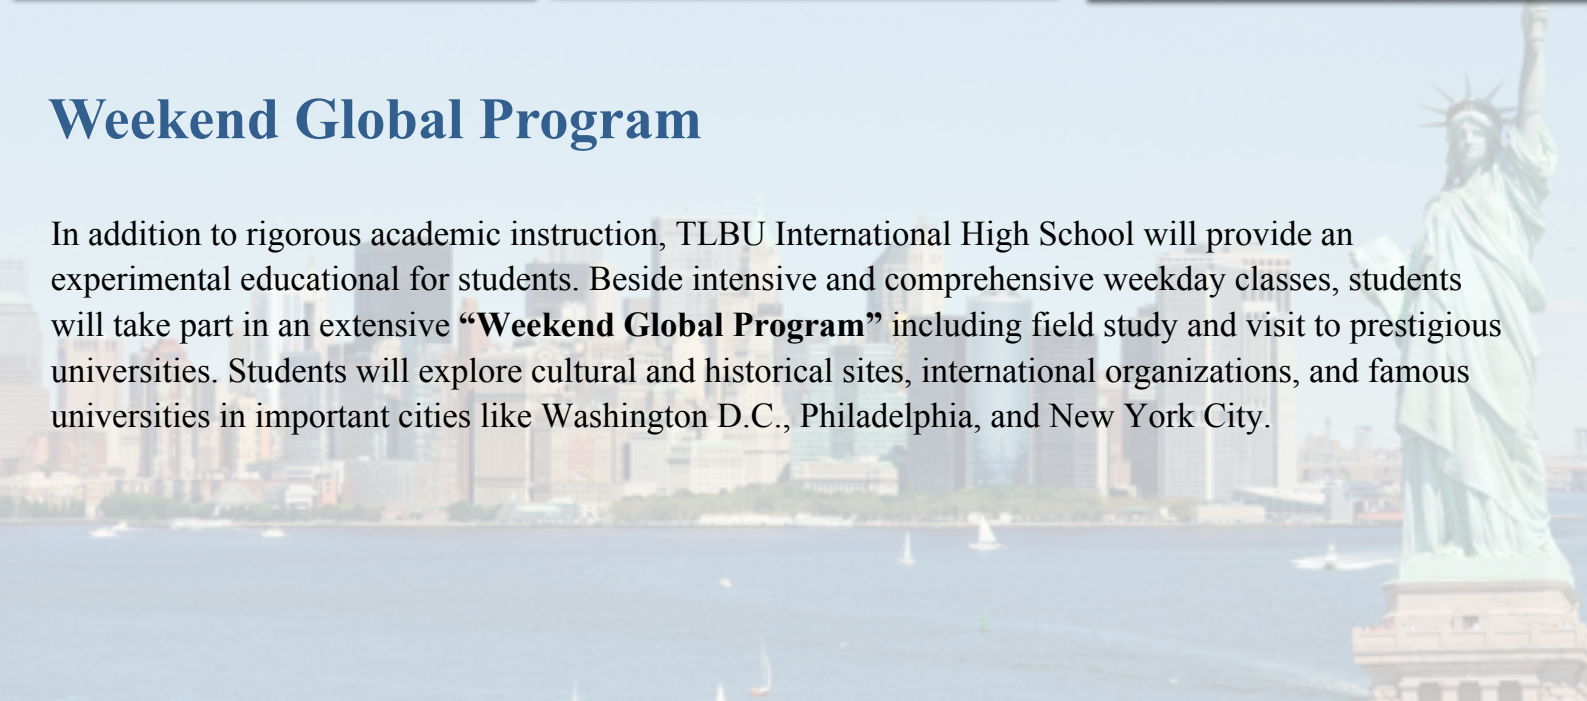 Weekend Global Program
In addition to rigorous academic instruction, TLBU International High School will provide an
experimental educational for students. Beside intensive and comprehensive weekday classes, students
will take part in an extensive “Weekend Global Program” including field study and visit to prestigious
universities. Students will explore cultural and historical sites, international organizations, and famous
universities in important cities like Washington D.C., Philadelphia, and New York City.